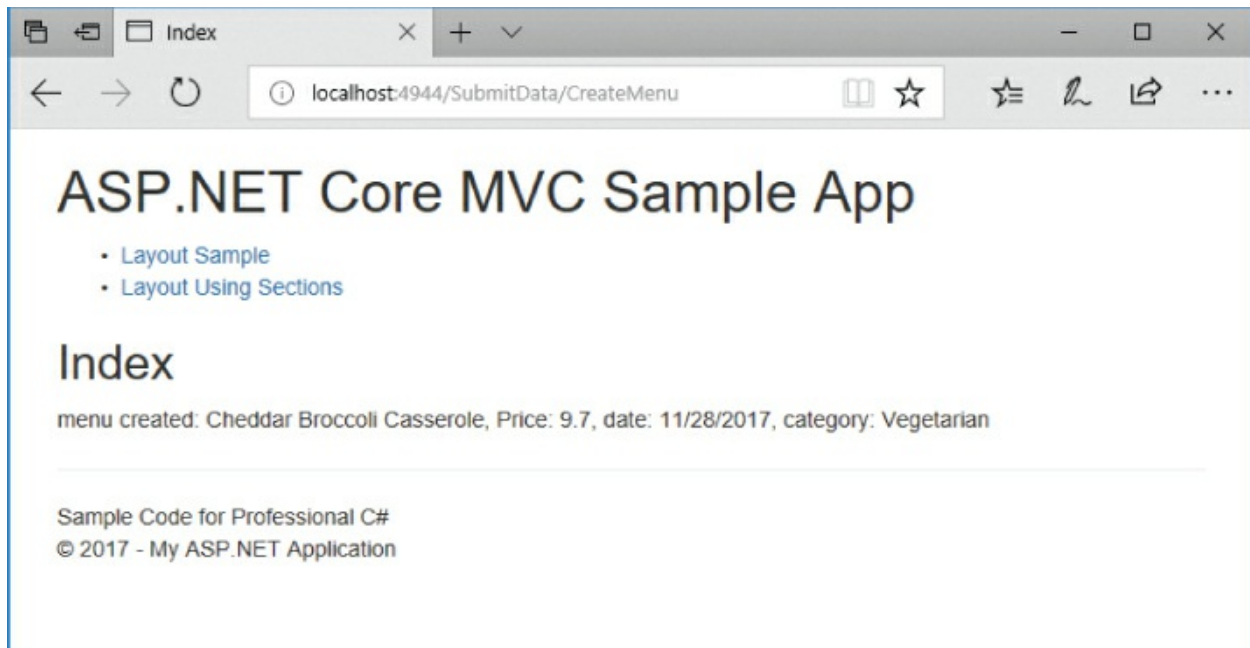 Index
localhost:4944/SubmitData/CreateMenu
ASP.NET Core MVC Sample App
• Layout Sample
• Layout Using Sections
Index
menu created: Cheddar Broccoli Casserole, Price: 9.7, date: 11/28/2017, category: Vegetarian
Sample Code for Professional C#
© 2017 - My ASP.NET Application